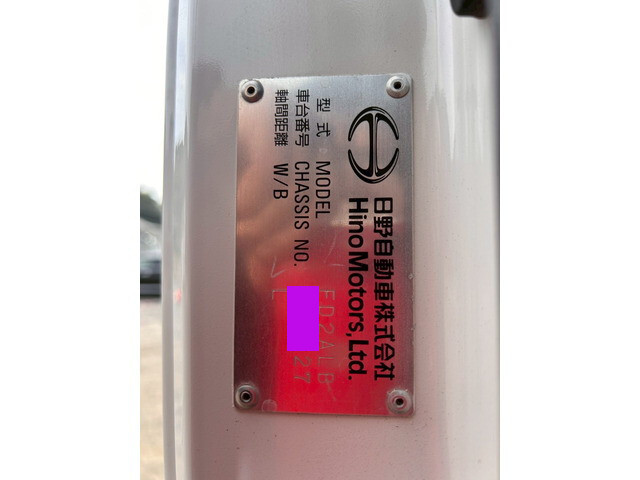 日野自動車株式会社
HinoMotors,Ltd.
型式 MODEL
車台番号 CHASSIS NO. 27
軸間距離 W/B L